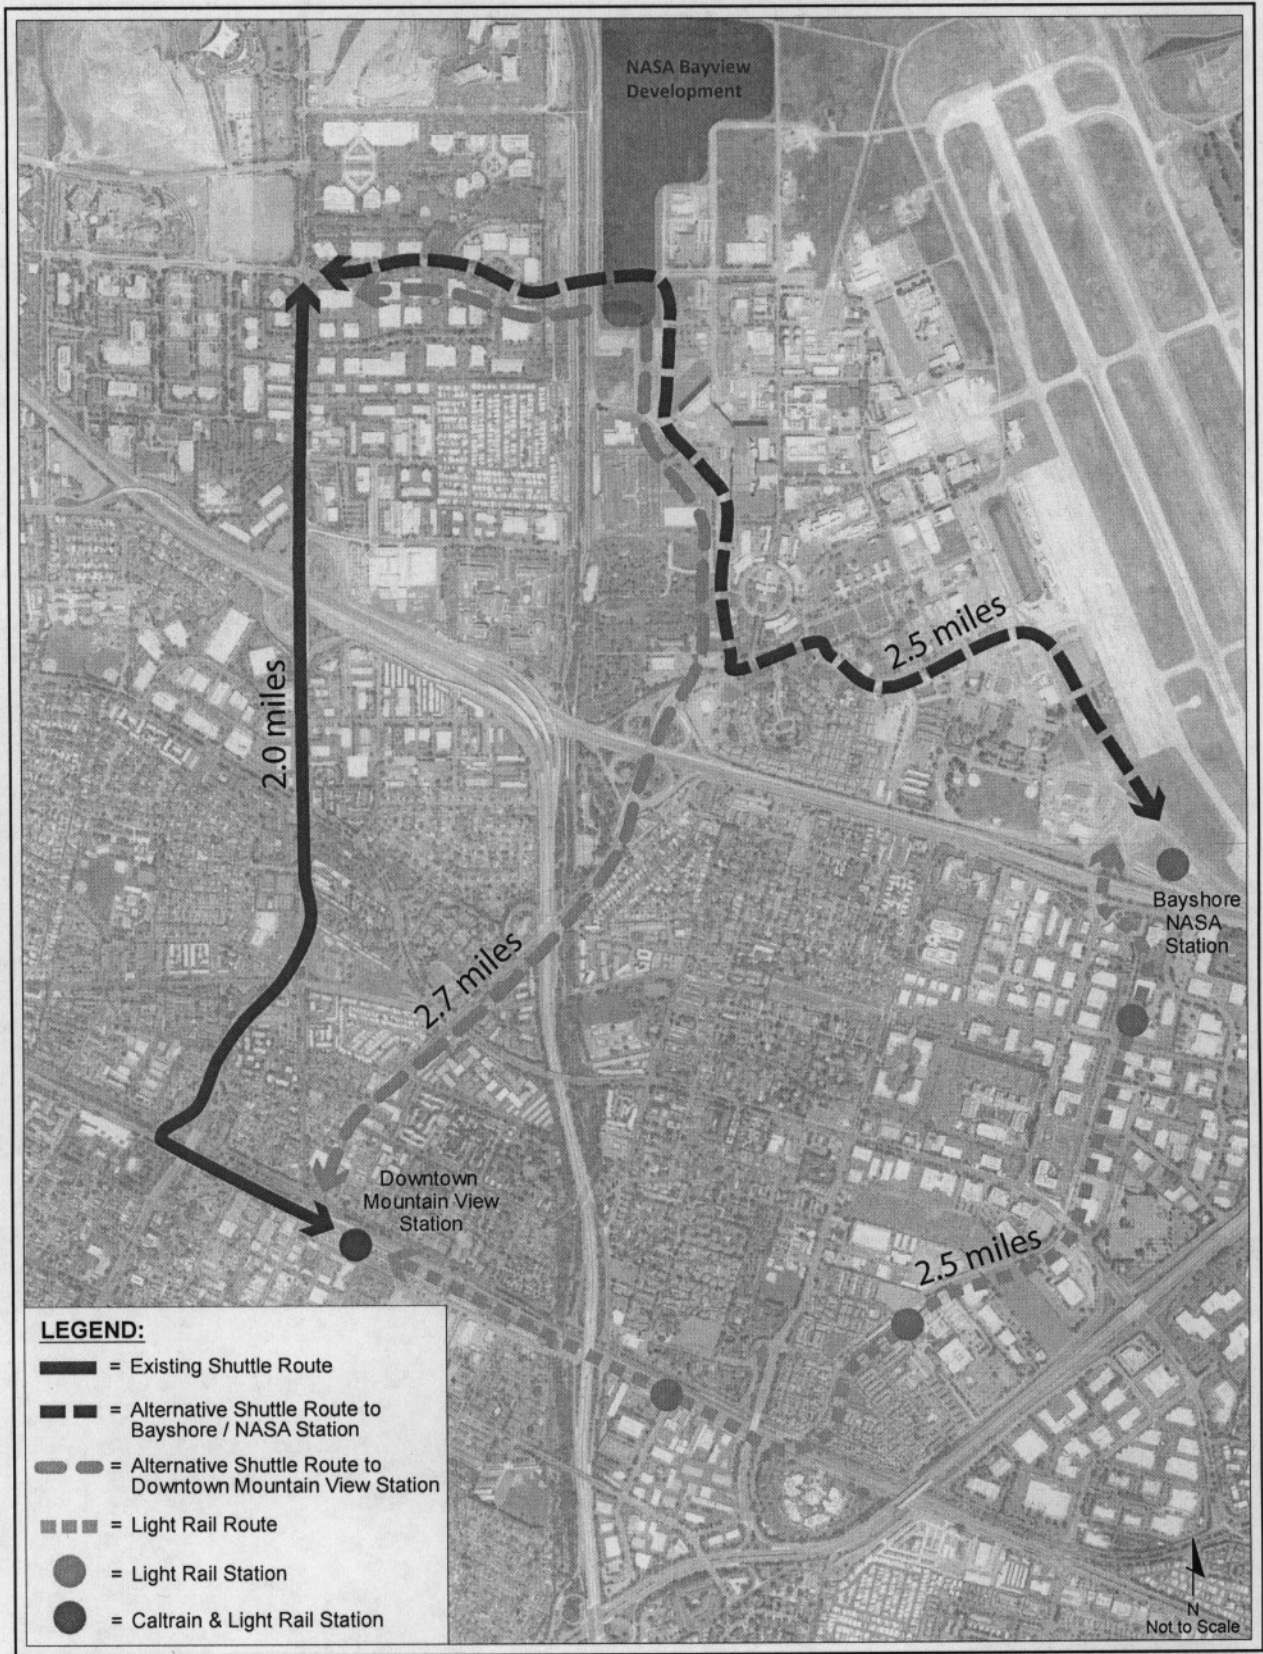 NASA Bayview
Development
2.5 miles
2.0 miles
Bayshore
NASA
Station
2.7 miles
Downtown
Mountain View
Station
2.5 miles
LEGEND:
= Existing Shuttle Route
= Alternative Shuttle Route to
Bayshore / NASA Station
= Alternative Shuttle Route to
Downtown Mountain View Station
= Light Rail Route
= Light Rail Station
= Caltrain & Light Rail Station
N
Not to Scale